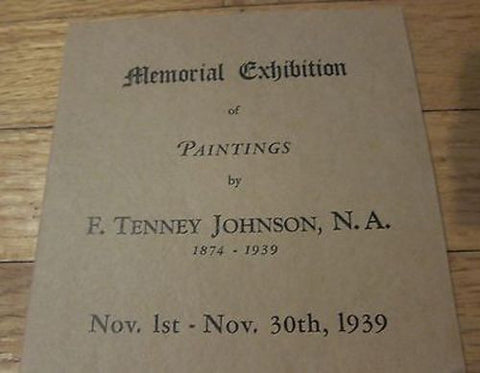 Memorial Exhibition
of
PAINTINGS
by
F. TENNEY JOHNSON, N.A.
1874 - 1939
Nov. 1st - Nov. 30th, 1939